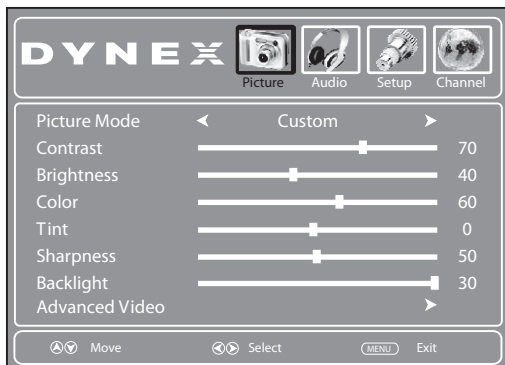 DYNEX
Picture Audio Setup Channel
Picture Mode Custom
Contrast 70
Brightness 40
Color 60
Tint 0
Sharpness 50
Backlight 30
Advanced Video
Move Select MENU Exit